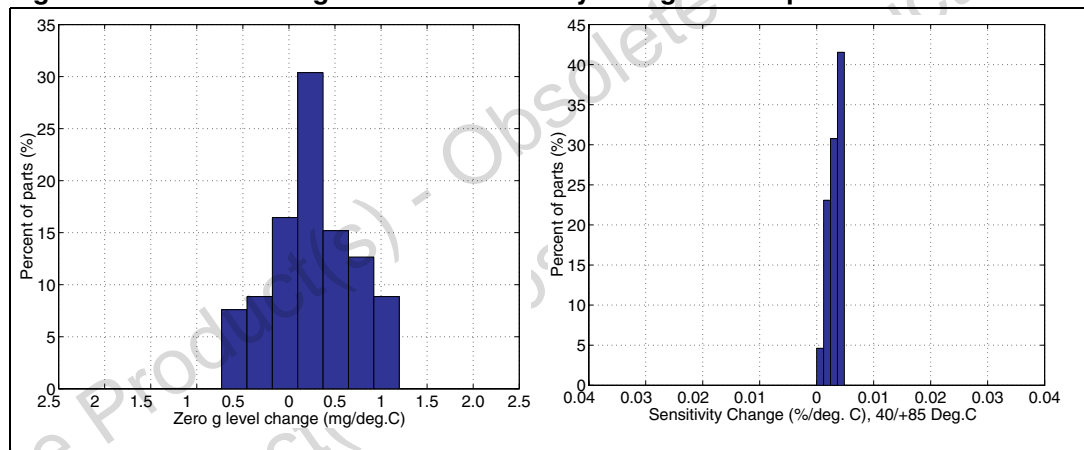 35
30
25
20
15
10
5
0
Percent of parts (%)
2.5 2 1.5 1 0.5 0 0.5 1 1.5 2 2.5
Zero g level change (mg/deg.C)
45
40
35
30
25
20
15
10
5
0
Percent of parts (%)
0.04 0.03 0.02 0.01 0 0.01 0.02 0.03 0.04
Sensitivity Change (%/deg. C), 40/+85 Deg.C
Product(s) - Obsolete